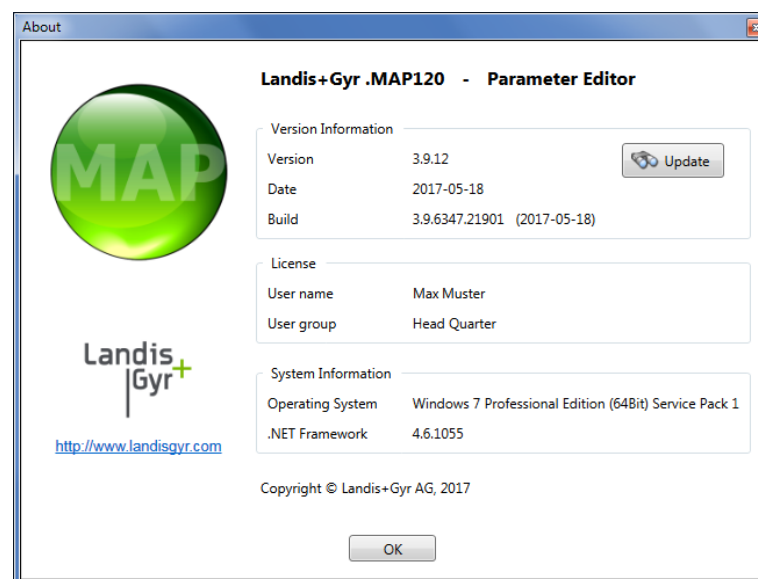 About
Landis+Gyr .MAP120 - Parameter Editor
MAP
Version Information
Version 3.9.12
Update
Date 2017-05-18
Build 3.9.6347.21901 (2017-05-18)
License
User name Max Muster
User group Head Quarter
Landis+
Gyr
System Information
Operating System Windows 7 Professional Edition (64Bit) Service Pack 1
.NET Framework 4.6.1055
http://www.landisgyr.com
Copyright © Landis+Gyr AG, 2017
OK